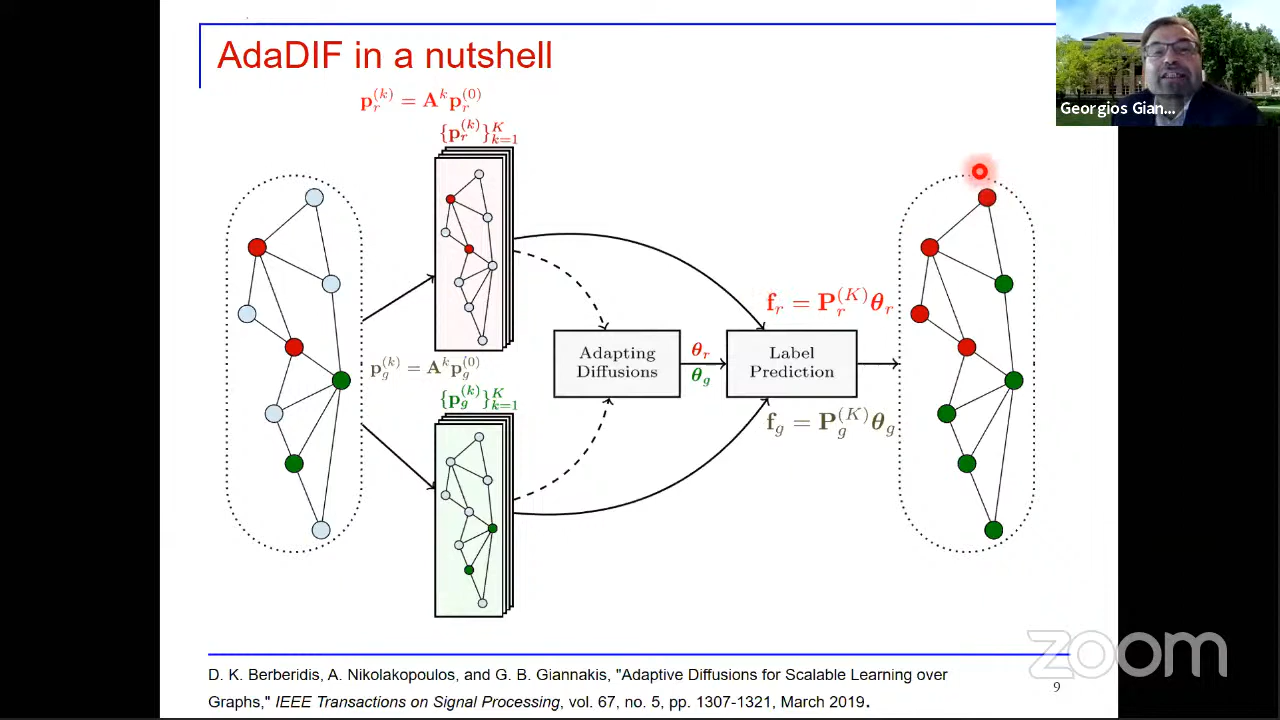 AdaDIF in a nutshell
Georgios Gian...
p_r^{(k)} = A^k p_r^{(0)}
{p_r^{(k)}}_{k=1}^K
p_g^{(k)} = A^k p_g^{(0)}
{p_g^{(k)}}_{k=1}^K
Adapting
Diffusions
θ_r
θ_g
Label
Prediction
f_r = P_r^{(K)} θ_r
f_g = P_g^{(K)} θ_g
zoom
D. K. Berberidis, A. Nikolakopoulos, and G. B. Giannakis, "Adaptive Diffusions for Scalable Learning over
Graphs," IEEE Transactions on Signal Processing, vol. 67, no. 5, pp. 1307-1321, March 2019.
9